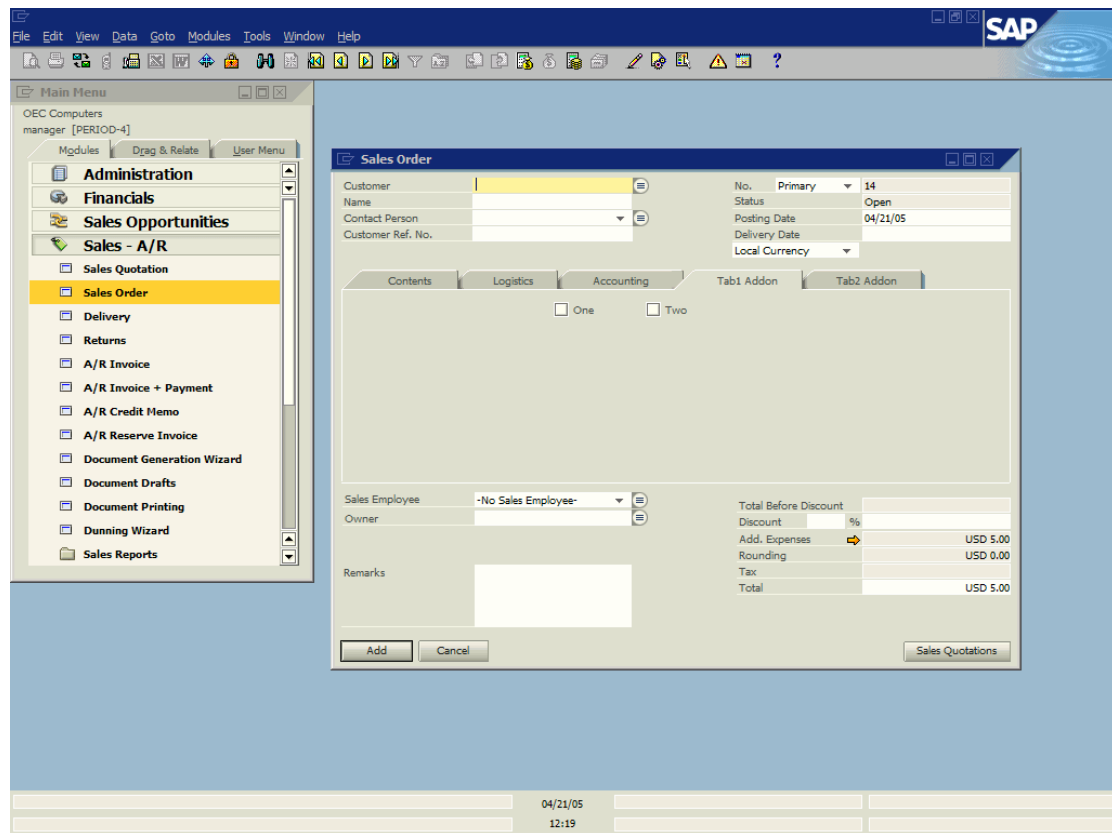 File Edit View Data Goto Modules Tools Window Help
SAP
Main Menu
OEC Computers
manager [PERIOD-4]
Modules Drag & Relate User Menu
Administration
Financials
Sales Opportunities
Sales - A/R
Sales Quotation
Sales Order
Delivery
Returns
A/R Invoice
A/R Invoice + Payment
A/R Credit Memo
A/R Reserve Invoice
Document Generation Wizard
Document Drafts
Document Printing
Dunning Wizard
Sales Reports
Sales Order
Customer
Name
Contact Person
Customer Ref. No.
No. Primary 14
Status Open
Posting Date 04/21/05
Delivery Date
Local Currency
Contents Logistics Accounting Tab1 Addon Tab2 Addon
One Two
Sales Employee -No Sales Employee-
Owner
Remarks
Total Before Discount
Discount %
Add. Expenses USD 5.00
Rounding USD 0.00
Tax
Total USD 5.00
Add Cancel Sales Quotations
04/21/05
12:19